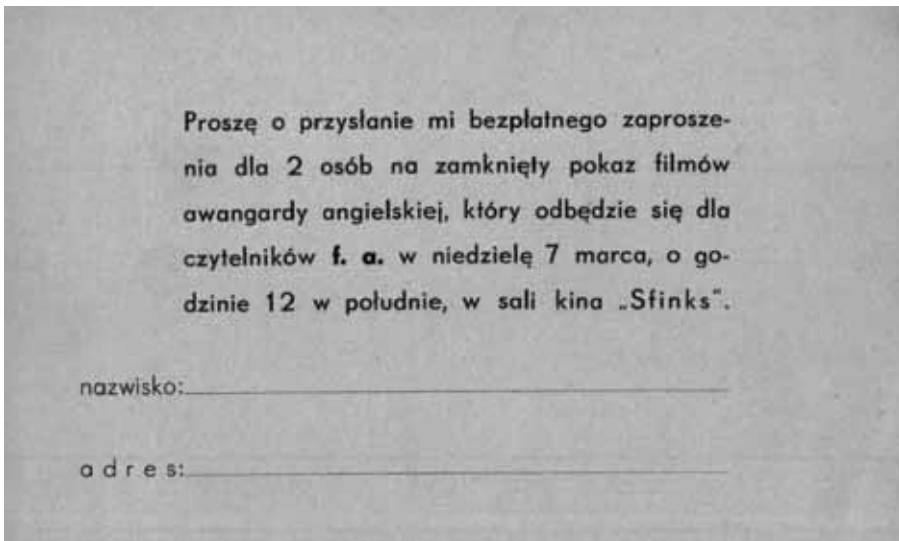 Proszę o przysłanie mi bezpłatnego zaprosze-
nia dla 2 osób na zamknięty pokaz filmów
awangardy angielskiej, który odbędzie się dla
czytelników f. a. w niedzielę 7 marca, o go-
dzinie 12 w południe, w sali kina „Sfinks".
nazwisko:
adres: